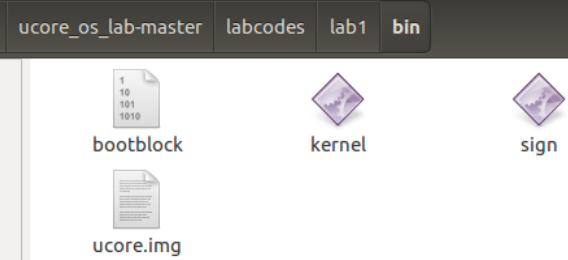 ucore_os_lab-master labcodes lab1 bin
1
10
101
1010
bootblock kernel sign
ucore.img